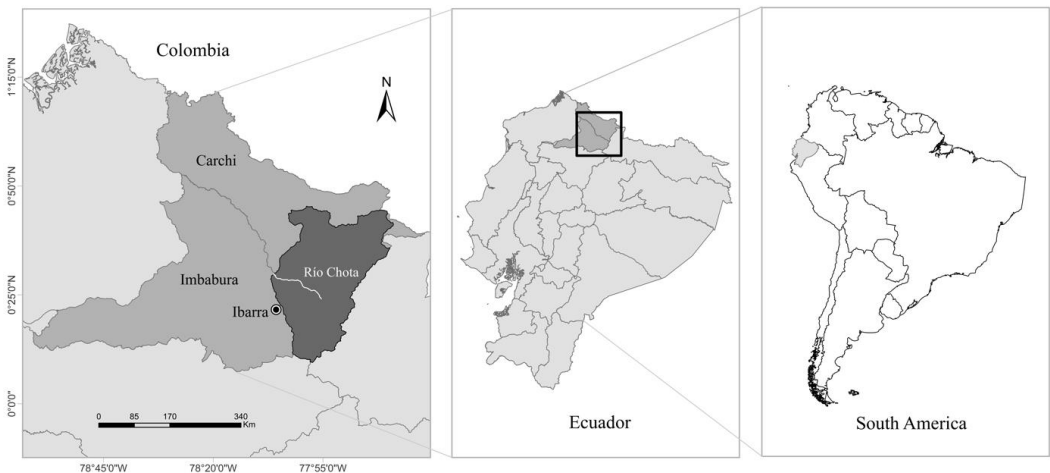 Colombia
N
1°15'0"N
Carchi
0°50'0"N
Río Chota
Imbabura
0°25'0"N
Ibarra
0°0'0"
0 85 170 340
Km
78°45'0"W 78°20'0"W 77°55'0"W
Ecuador
South America